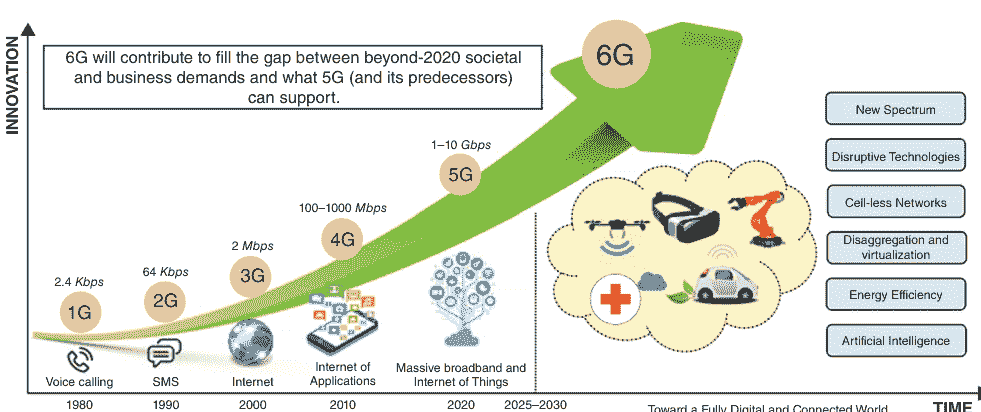 INNOVATION
6G will contribute to fill the gap between beyond-2020 societal
and business demands and what 5G (and its predecessors)
can support.
6G
1–10 Gbps
5G
100–1000 Mbps
4G
2 Mbps
3G
64 Kbps
2G
2.4 Kbps
1G
New Spectrum
Disruptive Technologies
Cell-less Networks
Disaggregation and
virtualization
Energy Efficiency
Artificial Intelligence
Voice calling
SMS
Internet
Internet of
Applications
Massive broadband and
Internet of Things
1980
1990
2000
2010
2020
2025–2030
Toward a Fully Digital and Connected World
TIME